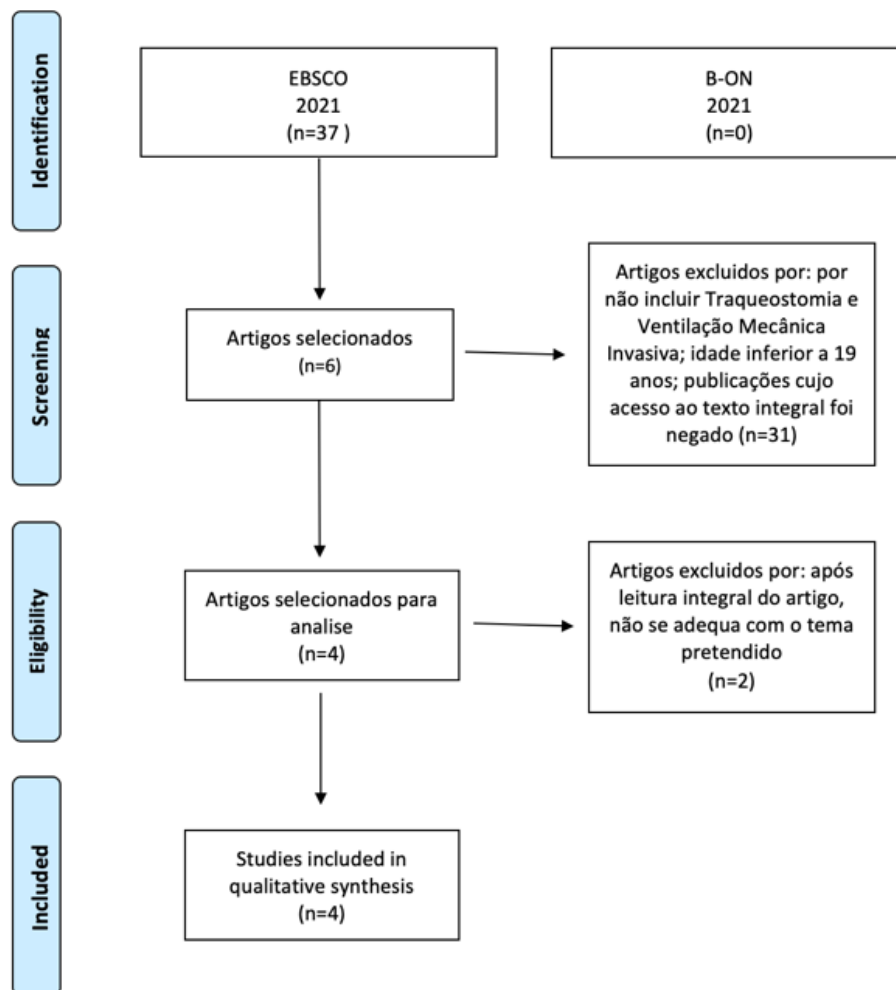 Identification
EBSCO
2021
(n=37 )
B-ON
2021
(n=0)
Screening
Artigos selecionados
(n=6)
Artigos excluidos por: por
não incluir Traqueostomia e
Ventilação Mecânica
Invasiva; idade inferior a 19
anos; publicações cujo
acesso ao texto integral foi
negado (n=31)
Eligibility
Artigos selecionados para
analise
(n=4)
Artigos excluidos por: após
leitura integral do artigo,
não se adequa com o tema
pretendido
(n=2)
Included
Studies included in
qualitative synthesis
(n=4)